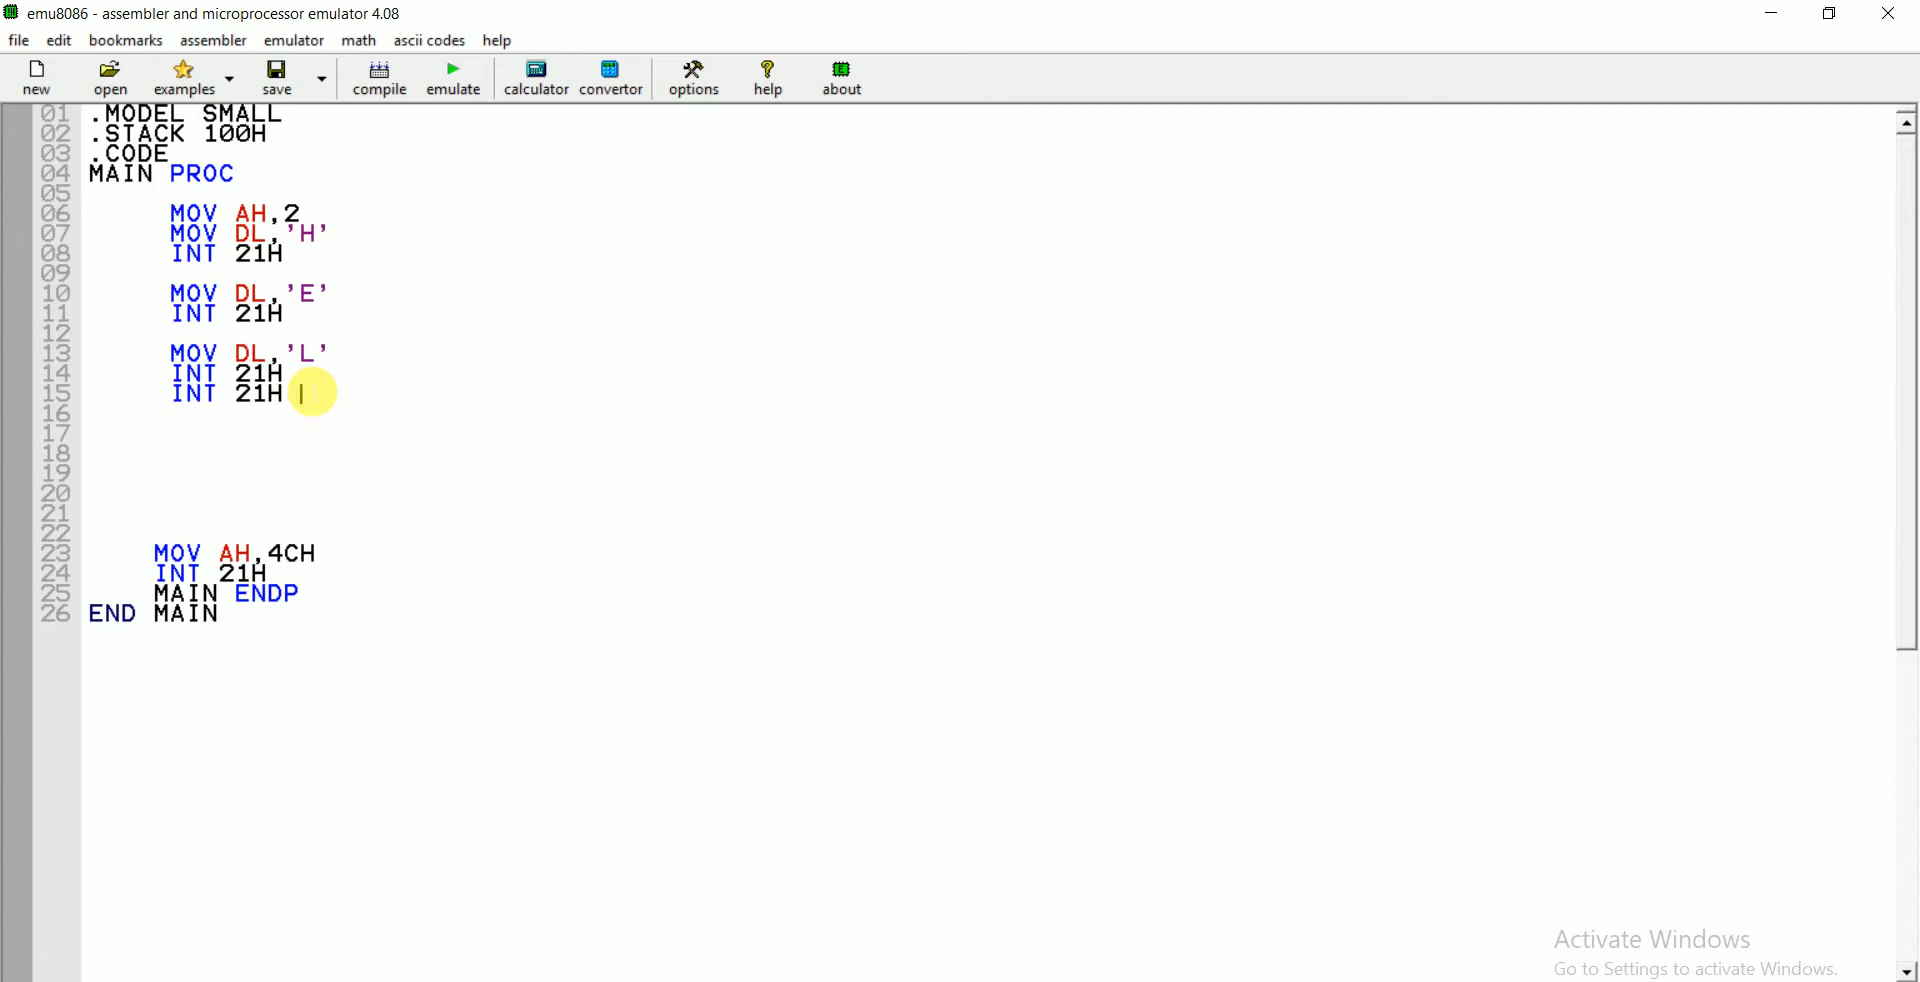 emu8086 - assembler and microprocessor emulator 4.08
file edit bookmarks assembler emulator math ascii codes help
new open examples save compile emulate calculator convertor options help about
01 .MODEL SMALL
02 .STACK 100H
03 .CODE
04 MAIN PROC
05
06 MOV AH,2
07 MOV DL,'H'
08 INT 21H
09
10 MOV DL,'E'
11 INT 21H
12
13 MOV DL,'L'
14 INT 21H
15 INT 21H
16
17
18
19
20
21
22
23 MOV AH,4CH
24 INT 21H
25 MAIN ENDP
26 END MAIN
Activate Windows
Go to Settings to activate Windows.